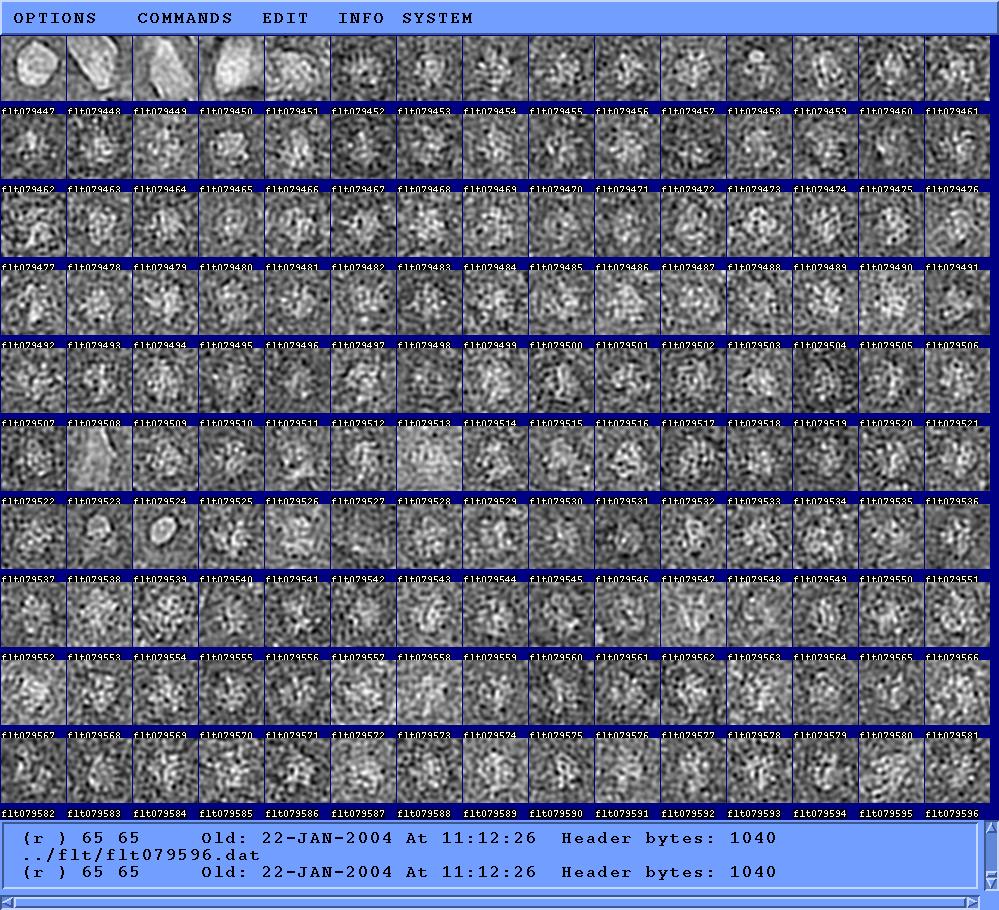 OPTIONS COMMANDS EDIT INFO SYSTEM
flt079447 flt079448 flt079449 flt079450 flt079451 flt079452 flt079453 flt079454 flt079455 flt079456 flt079457 flt079458 flt079459 flt079460 flt079461
flt079462 flt079463 flt079464 flt079465 flt079466 flt079467 flt079468 flt079469 flt079470 flt079471 flt079472 flt079473 flt079474 flt079475 flt079476
flt079477 flt079478 flt079479 flt079480 flt079481 flt079482 flt079483 flt079484 flt079485 flt079486 flt079487 flt079488 flt079489 flt079490 flt079491
flt079492 flt079493 flt079494 flt079495 flt079496 flt079497 flt079498 flt079499 flt079500 flt079501 flt079502 flt079503 flt079504 flt079505 flt079506
flt079507 flt079508 flt079509 flt079510 flt079511 flt079512 flt079513 flt079514 flt079515 flt079516 flt079517 flt079518 flt079519 flt079520 flt079521
flt079522 flt079523 flt079524 flt079525 flt079526 flt079527 flt079528 flt079529 flt079530 flt079531 flt079532 flt079533 flt079534 flt079535 flt079536
flt079537 flt079538 flt079539 flt079540 flt079541 flt079542 flt079543 flt079544 flt079545 flt079546 flt079547 flt079548 flt079549 flt079550 flt079551
flt079552 flt079553 flt079554 flt079555 flt079556 flt079557 flt079558 flt079559 flt079560 flt079561 flt079562 flt079563 flt079564 flt079565 flt079566
flt079567 flt079568 flt079569 flt079570 flt079571 flt079572 flt079573 flt079574 flt079575 flt079576 flt079577 flt079578 flt079579 flt079580 flt079581
flt079582 flt079583 flt079584 flt079585 flt079586 flt079587 flt079588 flt079589 flt079590 flt079591 flt079592 flt079593 flt079594 flt079595 flt079596
(r ) 65 65 Old: 22-JAN-2004 At 11:12:26 Header bytes: 1040
../flt/flt079596.dat
(r ) 65 65 Old: 22-JAN-2004 At 11:12:26 Header bytes: 1040